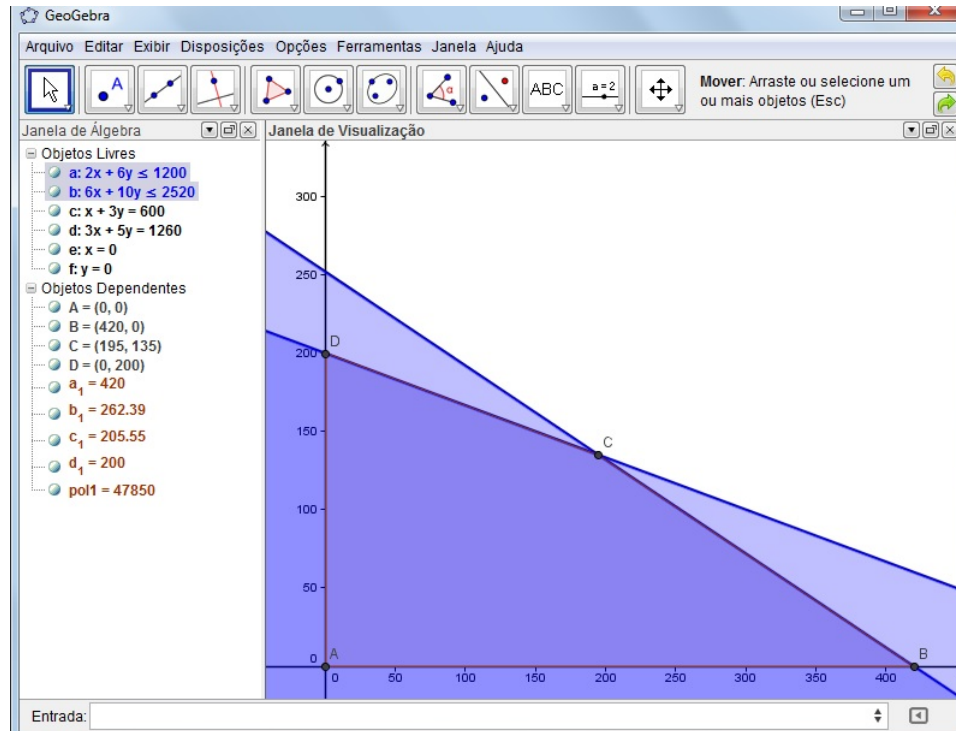 GeoGebra
Arquivo Editar Exibir Disposições Opções Ferramentas Janela Ajuda
A
α
ABC
a=2
Mover: Arraste ou selecione um
ou mais objetos (Esc)
Janela de Álgebra
Janela de Visualização
Objetos Livres
a: 2x + 6y ≤ 1200
b: 6x + 10y ≤ 2520
c: x + 3y = 600
d: 3x + 5y = 1260
e: x = 0
f: y = 0
Objetos Dependentes
A = (0, 0)
B = (420, 0)
C = (195, 135)
D = (0, 200)
a₁ = 420
b₁ = 262.39
c₁ = 205.55
d₁ = 200
pol1 = 47850
300
250
D
200
150
C
100
50
0
A
B
0 50 100 150 200 250 300 350 400
Entrada: